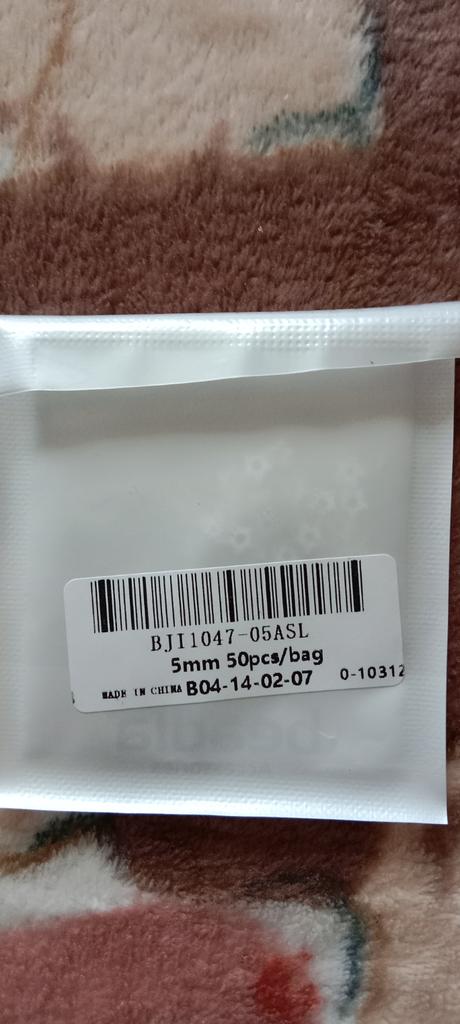 BJI1047-05ASL
5mm 50pcs/bag
MADE IN CHINA B04-14-02-07 0-10312